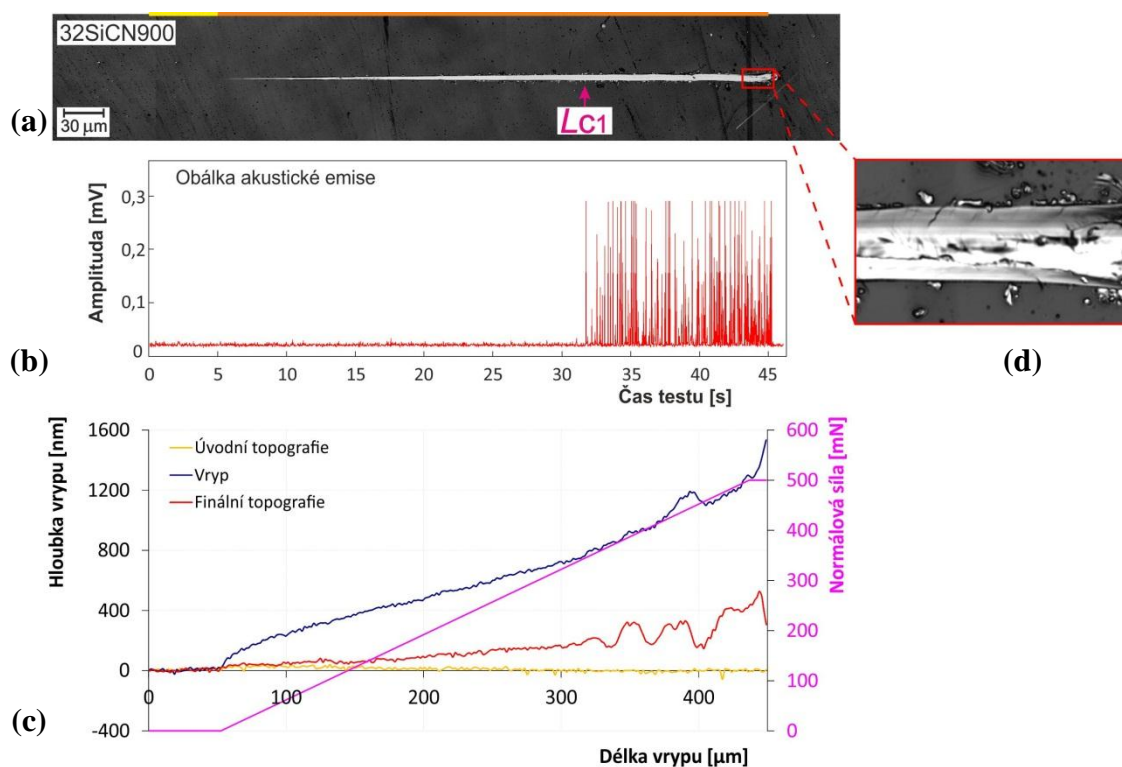 32SiCN900
(a)
30 µm
Lc1
Obálka akustické emise
Amplituda [mV]
0,3
0,2
0,1
0
0 5 10 15 20 25 30 35 40 45
Čas testu [s]
(b)
(d)
Hloubka vrypu [nm]
1600
1200
800
400
0
-400
Úvodní topografie
Vryp
Finální topografie
0 100 200 300 400
Délka vrypu [µm]
600
500
400
300
200
100
0
Normálová síla [mN]
(c)